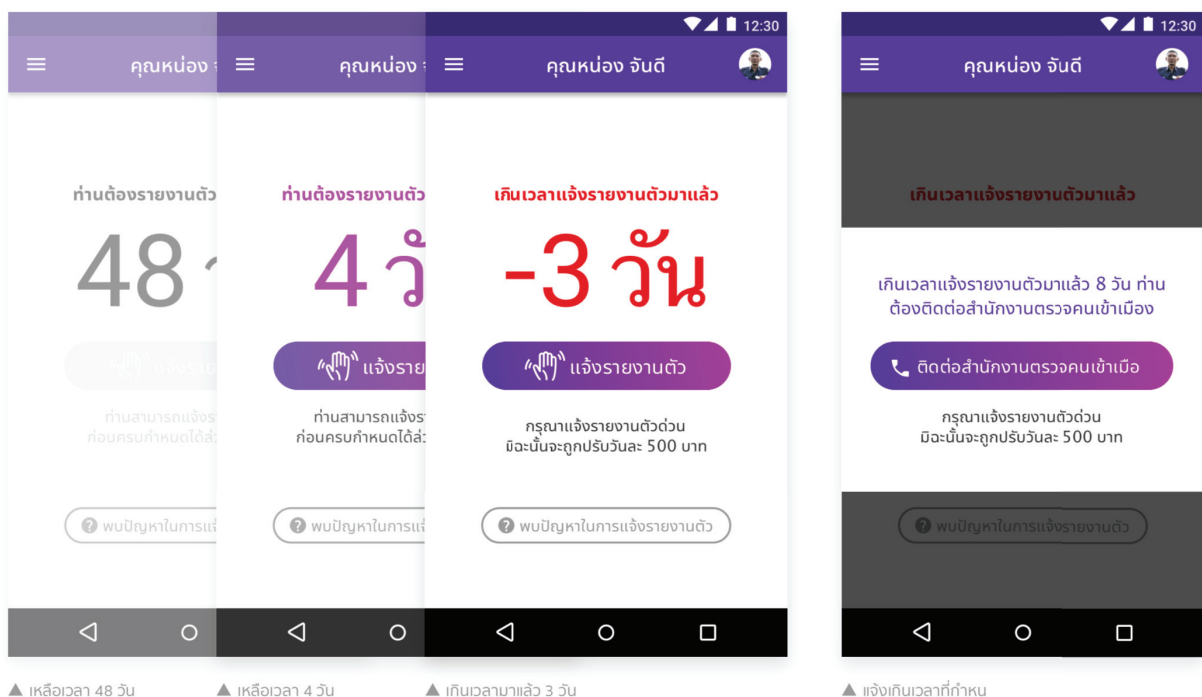 คุณหน่อง
ท่านต้องรายงานตัว
48
แจ้งราย
ท่านสามารถแจ้งร
ก่อนครบกำหนดได้ล่
พบปัญหาในการแจ้
▲ เหลือเวลา 48 วัน
คุณหน่อง
ท่านต้องรายงานตัว
4 วั
แจ้งราย
ท่านสามารถแจ้งร
ก่อนครบกำหนดได้ล่ว
พบปัญหาในการแจ้
▲ เหลือเวลา 4 วัน
12:30
คุณหน่อง จันดี
เกินเวลาแจ้งรายงานตัวมาแล้ว
-3 วัน
แจ้งรายงานตัว
กรุณาแจ้งรายงานตัวด่วน
มิฉะนั้นจะถูกปรับวันละ 500 บาท
พบปัญหาในการแจ้งรายงานตัว
▲ เกินเวลามาแล้ว 3 วัน
12:30
คุณหน่อง จันดี
เกินเวลาแจ้งรายงานตัวมาแล้ว
เกินเวลาแจ้งรายงานตัวมาแล้ว 8 วัน ท่าน
ต้องติดต่อสำนักงานตรวจคนเข้าเมือง
ติดต่อสำนักงานตรวจคนเข้าเมือ
กรุณาแจ้งรายงานตัวด่วน
มิฉะนั้นจะถูกปรับวันละ 500 บาท
พบปัญหาในการแจ้งรายงานตัว
▲ แจ้งเกินเวลาที่กำหน